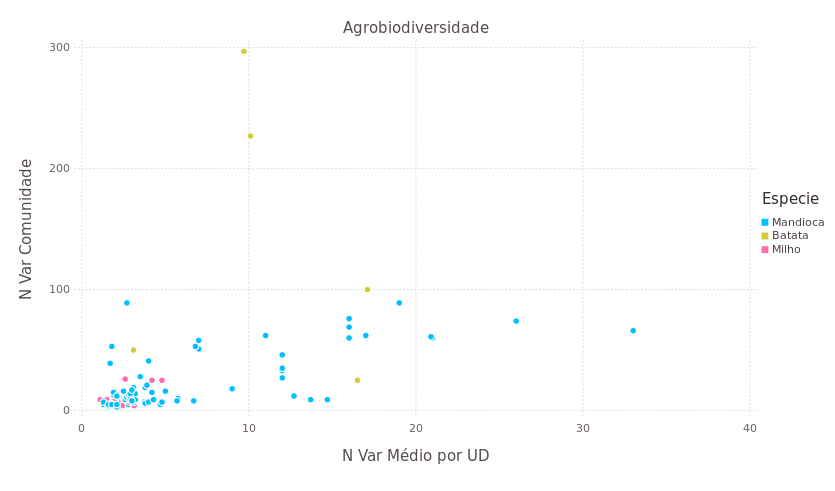 Agrobiodiversidade
300
200
100
0
N Var Comunidade
0
10
20
30
40
N Var Médio por UD
Especie
Mandioca
Batata
Milho